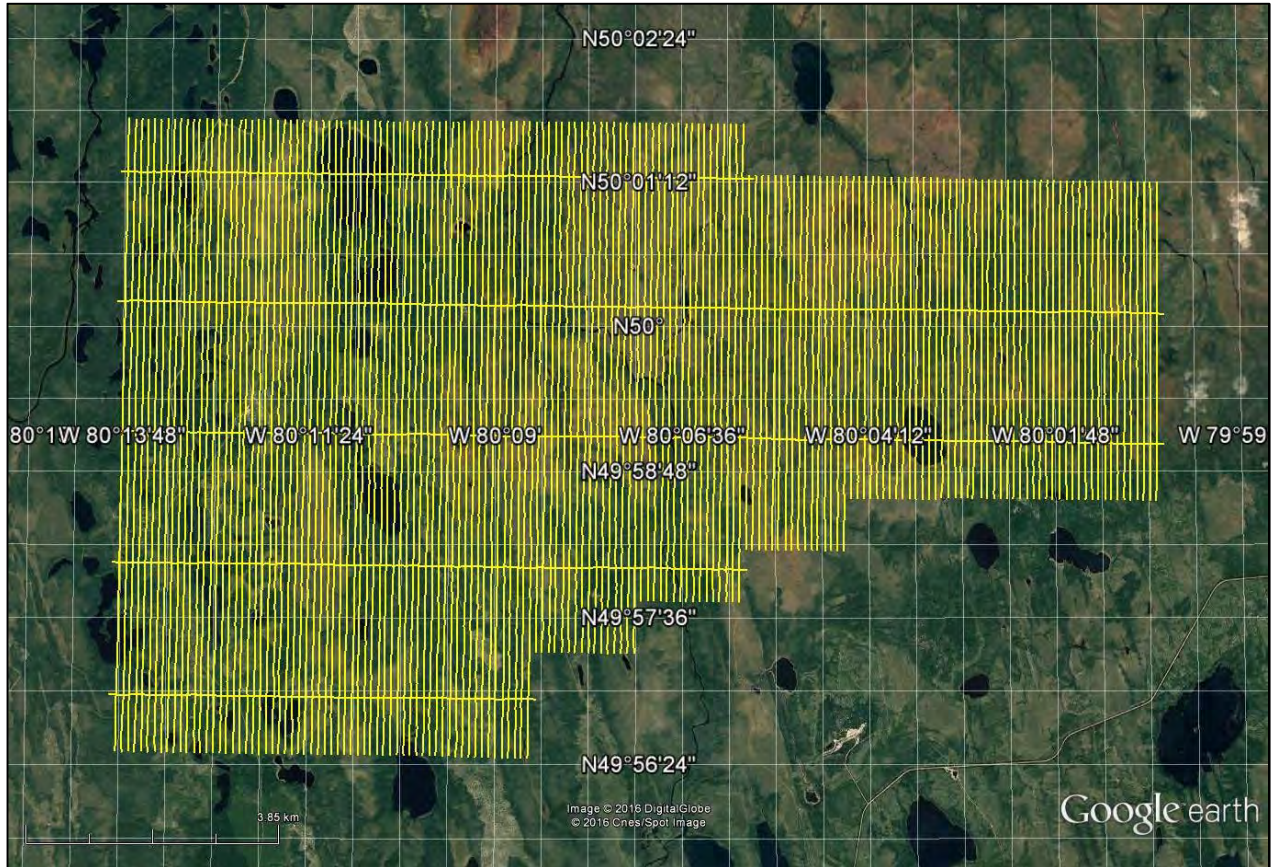 N50°02'24"
N50°01'12"
N50°
80°1
W 80°13'48"
W 80°11'24"
W 80°09'
W 80°06'36"
W 80°04'12"
W 80°01'48"
W 79°59
N49°58'48"
N49°57'36"
N49°56'24"
3.85 km
Image © 2016 DigitalGlobe
© 2016 Cnes/Spot Image
Google earth